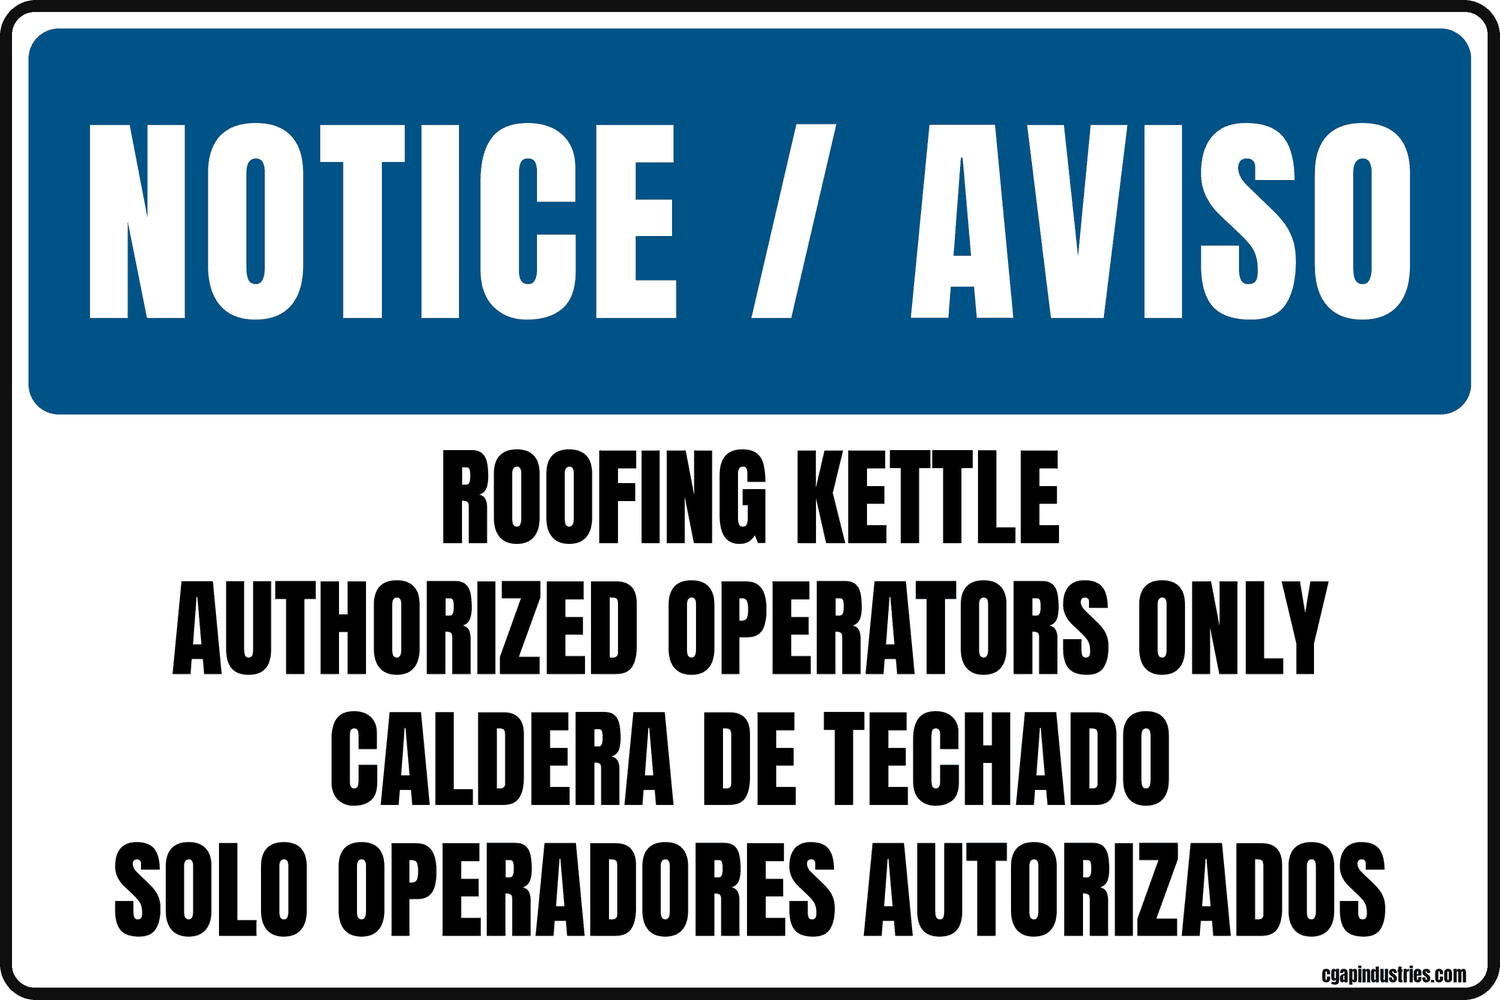 NOTICE / AVISO
ROOFING KETTLE
AUTHORIZED OPERATORS ONLY
CALDERA DE TECHADO
SOLO OPERADORES AUTORIZADOS
cgapindustries.com